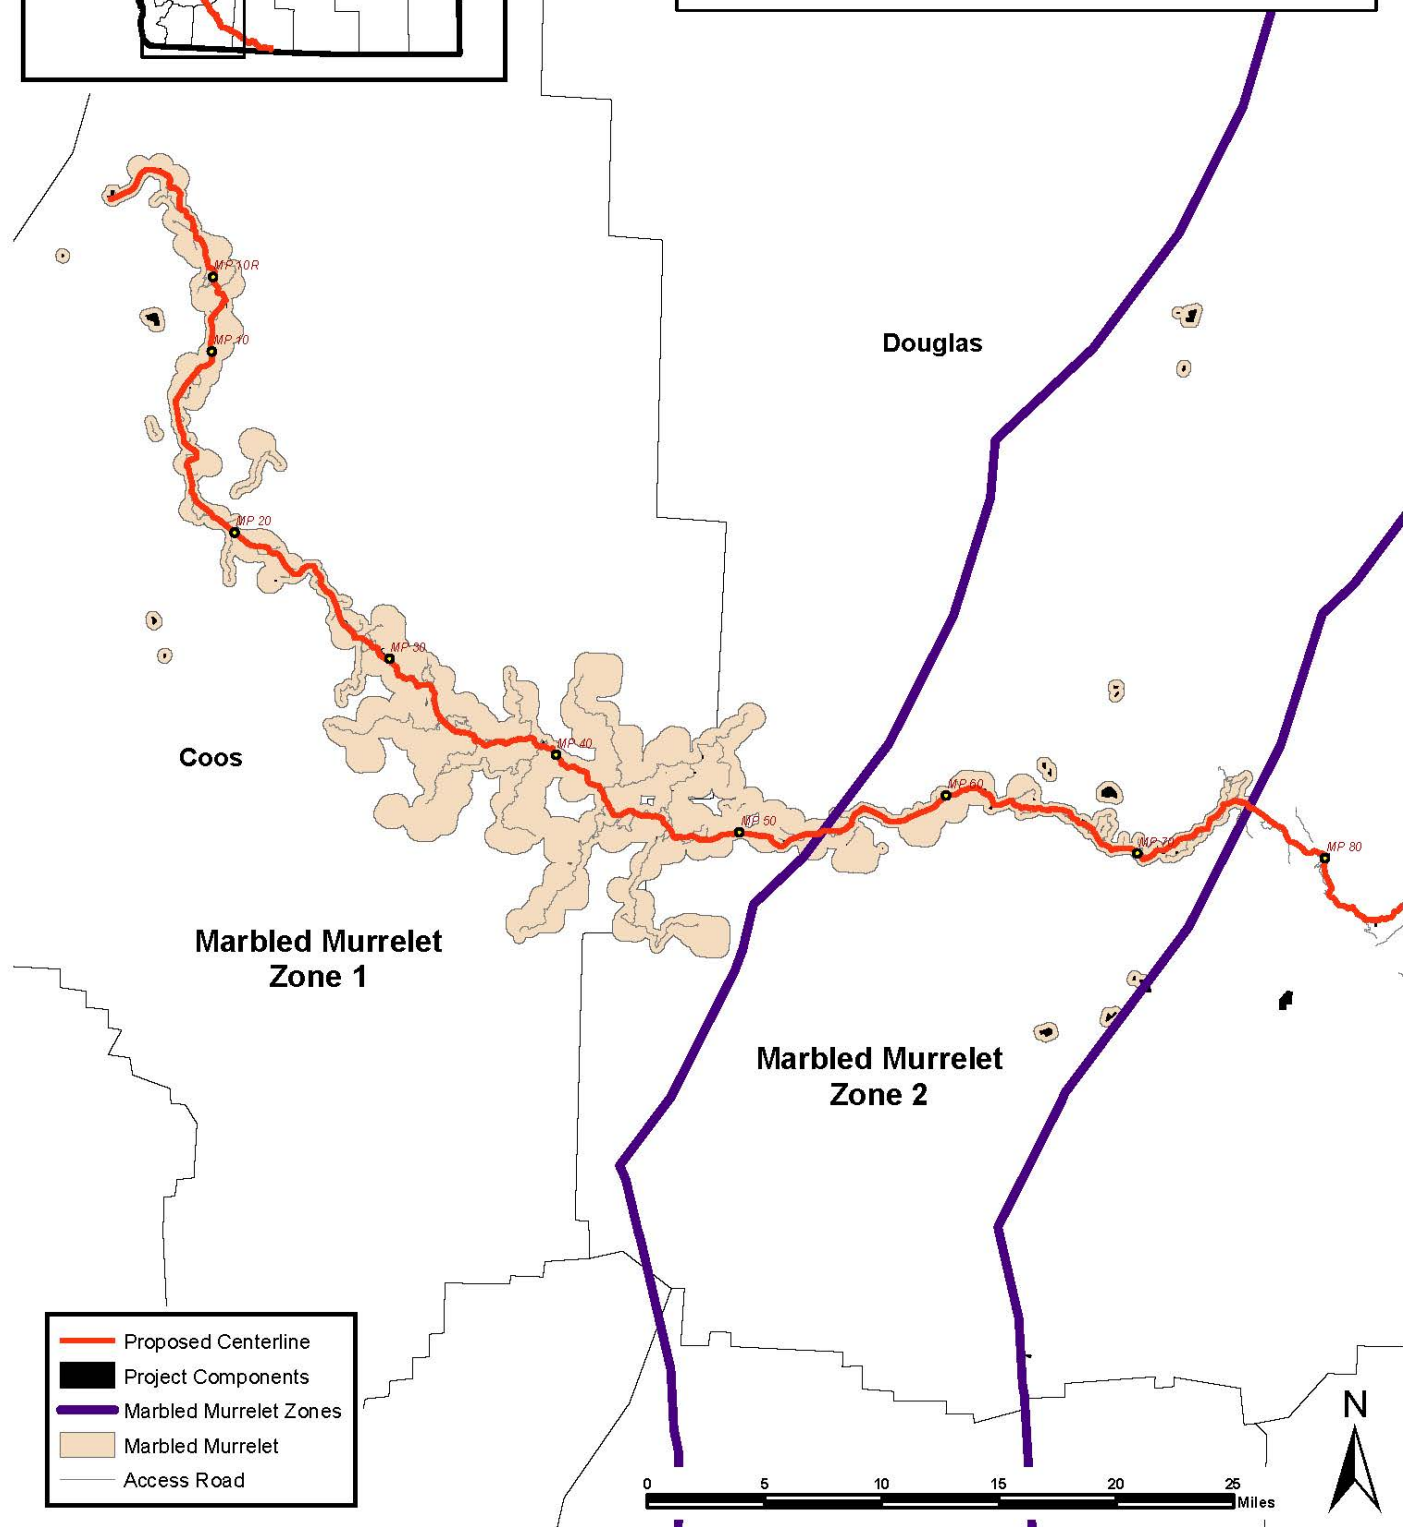 MP 10R
MP 10
Douglas
MP 20
MP 30
MP 40
Coos
MP 60
MP 50
MP 70
MP 80
Marbled Murrelet
Zone 1
Marbled Murrelet
Zone 2
Proposed Centerline
Project Components
Marbled Murrelet Zones
Marbled Murrelet
Access Road
N
0 5 10 15 20 25
Miles